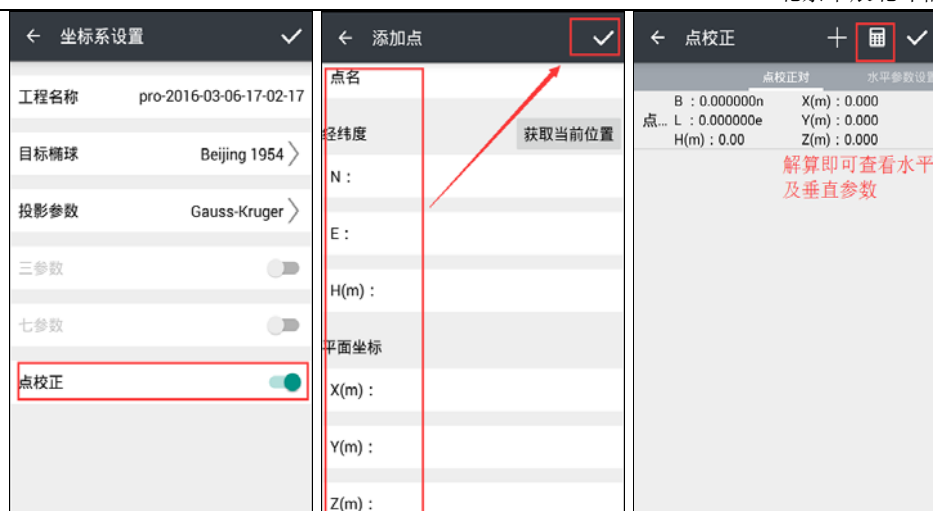 坐标系设置
工程名称 pro-2016-03-06-17-02-17
目标椭球 Beijing 1954
投影参数 Gauss-Kruger
三参数
七参数
点校正
添加点
点名
经纬度 获取当前位置
N：
E：
H(m)：
平面坐标
X(m)：
Y(m)：
Z(m)：
点校正
点校正对 水平参数设置
B：0.000000n X(m)：0.000
点... L：0.000000e Y(m)：0.000
H(m)：0.00 Z(m)：0.000
解算即可查看水平
及垂直参数